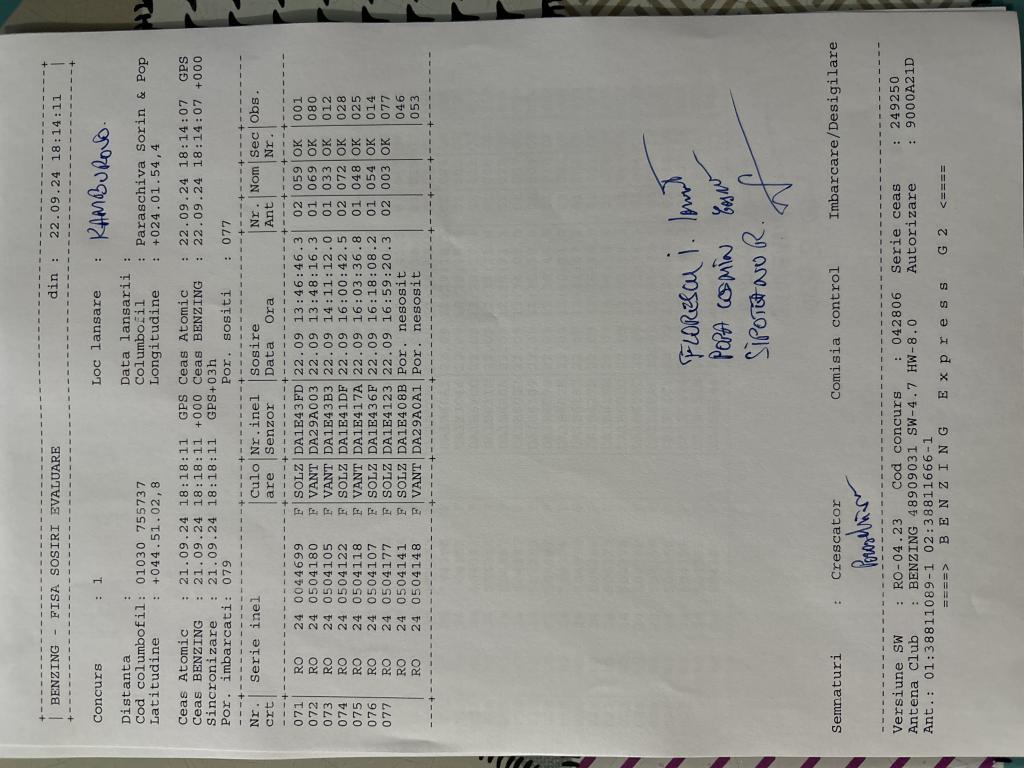 | BENZING - FISA SOSIRI EVALUARE din : 22.09.24 18:14:11 |
Concurs : 1 Loc lansare : RAMBUROVO.
Distanta : Data lansarii :
Cod columbofil: 01030 755737 Columbofil : Paraschiva Sorin & Pop
Latitudine : +044.51.02,8 Longitudine : +024.01.54,4
Ceas Atomic : 21.09.24 18:18:11 GPS Ceas Atomic : 22.09.24 18:14:07 GPS
Ceas BENZING : 21.09.24 18:18:11 +000 Ceas BENZING : 22.09.24 18:14:07 +000
Sincronizare : 21.09.24 18:18:11 GPS+03h
Por. imbarcati: 079 Por. sositi : 077
Nr.| Serie inel |Culo|Nr.inel |Sosire |Nr |Nom|Sec|Obs.
crt| |are |Senzor |Data Ora |Ant| |Nr.|
071 RO 24 0044699 F SOLZ DA1E43FD 22.09 13:46:46.3 02 059 OK 001
072 RO 24 0504180 F VANT DA29A003 22.09 13:48:16.3 01 069 OK 080
073 RO 24 0504105 F VANT DA1E43B3 22.09 14:11:12.0 01 033 OK 012
074 RO 24 0504122 F SOLZ DA1E41DF 22.09 16:00:42.5 02 072 OK 028
075 RO 24 0504118 F VANT DA1E417A 22.09 16:03:36.8 01 048 OK 025
076 RO 24 0504107 F SOLZ DA1E436F 22.09 16:18:08.2 01 054 OK 014
077 RO 24 0504177 F SOLZ DA1E4123 22.09 16:59:20.3 02 003 OK 077
RO 24 0504141 F SOLZ DA1E408B Por. nesosit 046
RO 24 0504148 F VANT DA29A0A1 Por. nesosit 053
FLORESCU I.
POPA COSMIN
SIPOTEANU R.
Semnaturi : Crescator Comisia control Imbarcare/Desigilare
Versiune SW : RO-04.23 Cod concurs : 042806 Serie ceas : 249250
Antena Club : BENZING 48909031 SW-4.7 HW-8.0 Autorizare : 9000A21D
Ant.: 01:38811089-1 02:38811666-1
====> B E N Z I N G E x p r e s s G 2 <====